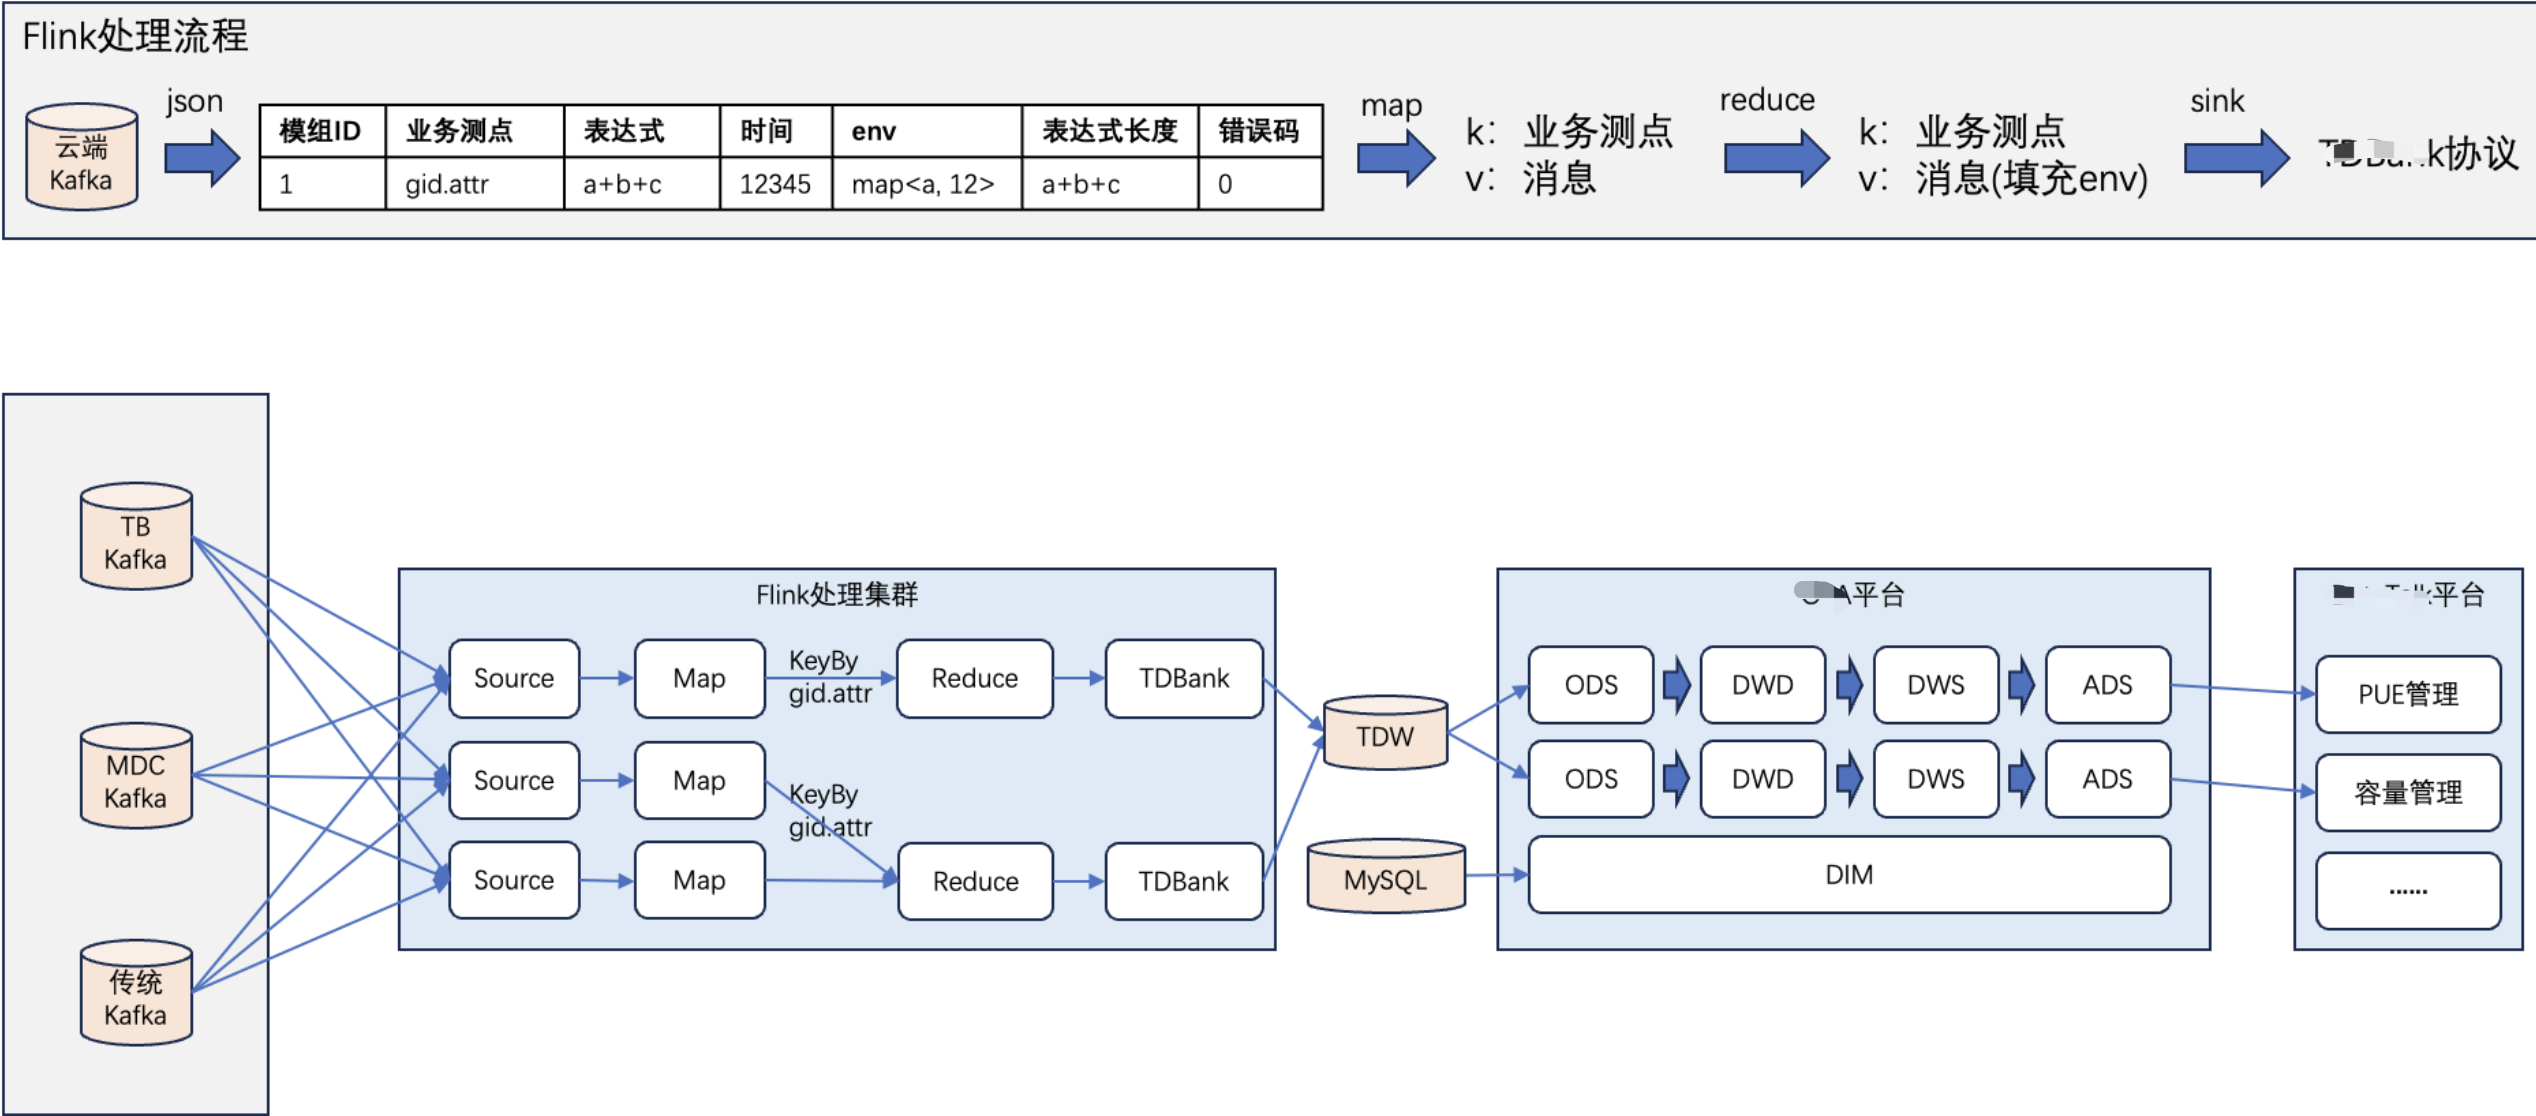 Flink处理流程
云端
Kafka
json
模组ID 业务测点 表达式 时间 env 表达式长度 错误码
1 gid.attr a+b+c 12345 map<a, 12> a+b+c 0
map
k: 业务测点
v: 消息
reduce
k: 业务测点
v: 消息(填充env)
sink
协议
TB
Kafka
MDC
Kafka
传统
Kafka
Flink处理集群
Source Map KeyBy
gid.attr
Reduce TDBank
Source Map KeyBy
gid.attr
Source Map Reduce TDBank
TDW
MySQL
平台
ODS DWD DWS ADS
ODS DWD DWS ADS
DIM
平台
PUE管理
容量管理
......